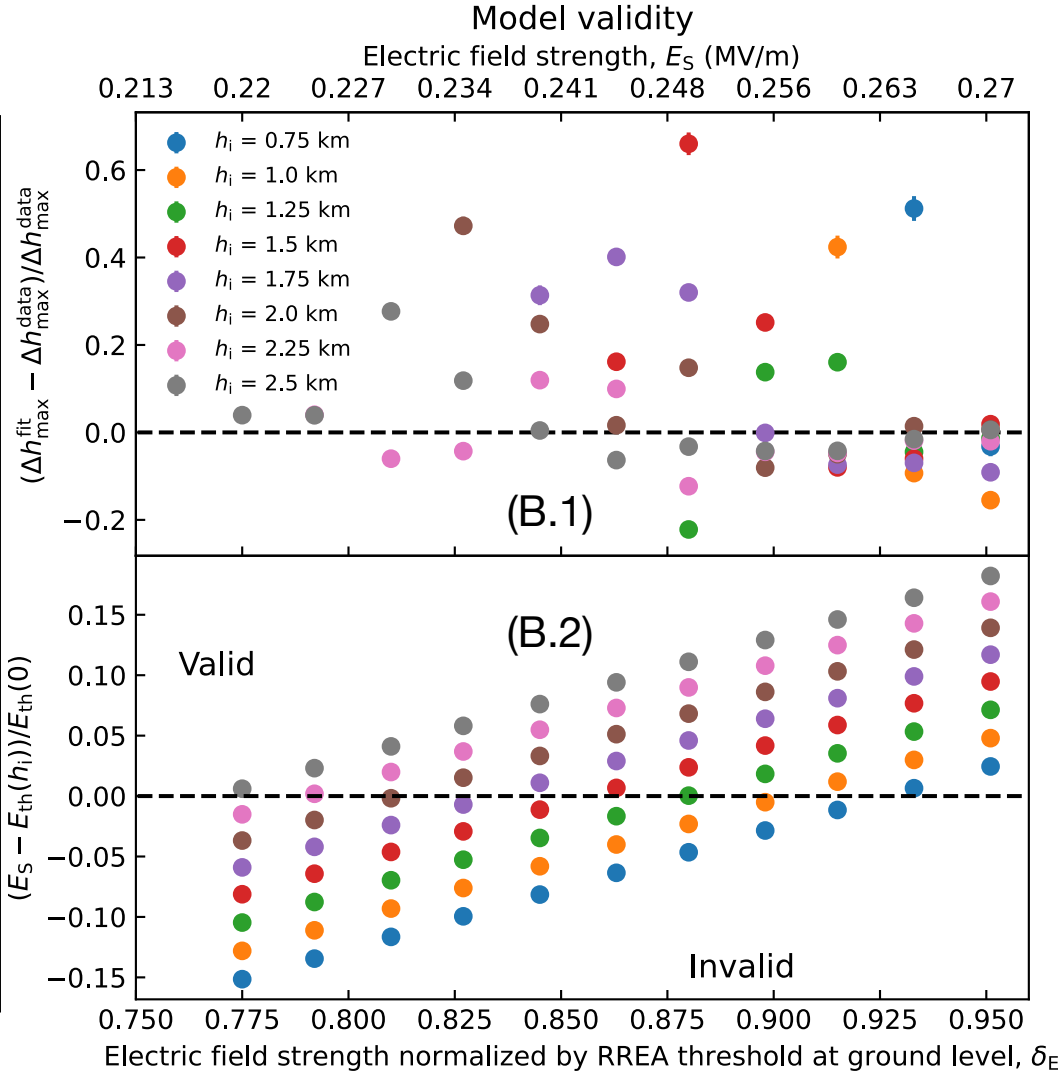 Model validity
Electric field strength, E_S (MV/m)
0.213 0.22 0.227 0.234 0.241 0.248 0.256 0.263 0.27
(Δh_max^fit − Δh_max^data)/Δh_max^data
0.6
0.4
0.2
0.0
−0.2
h_i = 0.75 km
h_i = 1.0 km
h_i = 1.25 km
h_i = 1.5 km
h_i = 1.75 km
h_i = 2.0 km
h_i = 2.25 km
h_i = 2.5 km
(B.1)
(E_S − E_th(h_i))/E_th(0)
0.15
0.10
0.05
0.00
−0.05
−0.10
−0.15
(B.2)
Valid
Invalid
0.750 0.775 0.800 0.825 0.850 0.875 0.900 0.925 0.950
Electric field strength normalized by RREA threshold at ground level, δ_E